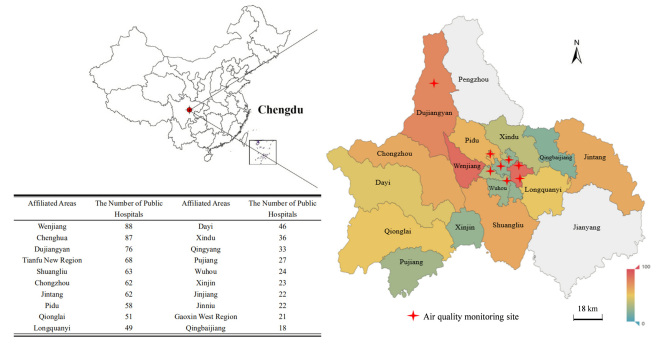 Chengdu
Affiliated Areas The Number of Public Hospitals Affiliated Areas The Number of Public Hospitals
Wenjiang 88 Dayi 46
Chenghua 87 Xindu 36
Dujiangyan 76 Qingyang 33
Tianfu New Region 68 Pujiang 27
Shuangliu 63 Wuhou 24
Chongzhou 62 Xinjin 23
Jintang 62 Jinjiang 22
Pidu 58 Jinniu 22
Qionglai 51 Gaoxin West Region 21
Longquanyi 49 Qingbaijiang 18
N
Pengzhou
Dujiangyan
Pidu
Xindu
Qingbaijiang
Jintang
Chongzhou
Wenjiang
Dayi
Wuhou
Longquanyi
Qionglai
Xinjin
Shuangliu
Jianyang
Pujiang
100
0
18 km
Air quality monitoring site